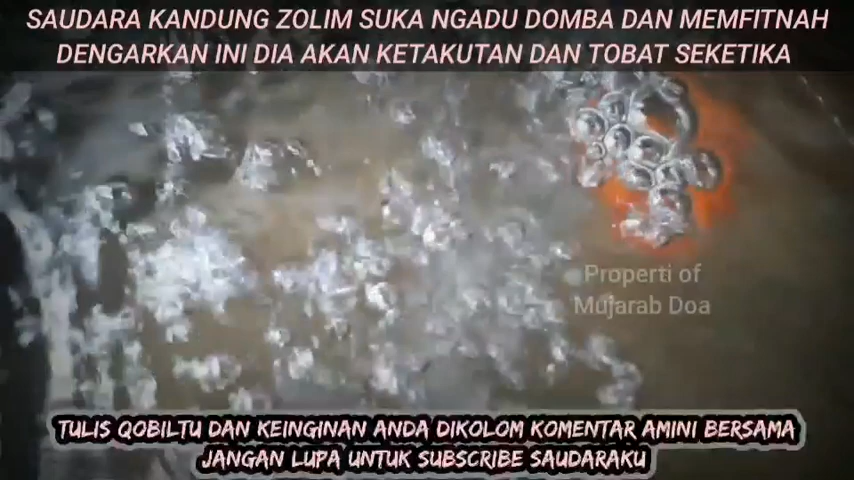 SAUDARA KANDUNG ZOLIM SUKA NGADU DOMBA DAN MEMFITNAH
DENGARKAN INI DIA AKAN KETAKUTAN DAN TOBAT SEKETIKA
Properti of
Mujarab Doa
TULIS QOBILTU DAN KEINGINAN ANDA DIKOLOM KOMENTAR AMINI BERSAMA
JANGAN LUPA UNTUK SUBSCRIBE SAUDARAKU